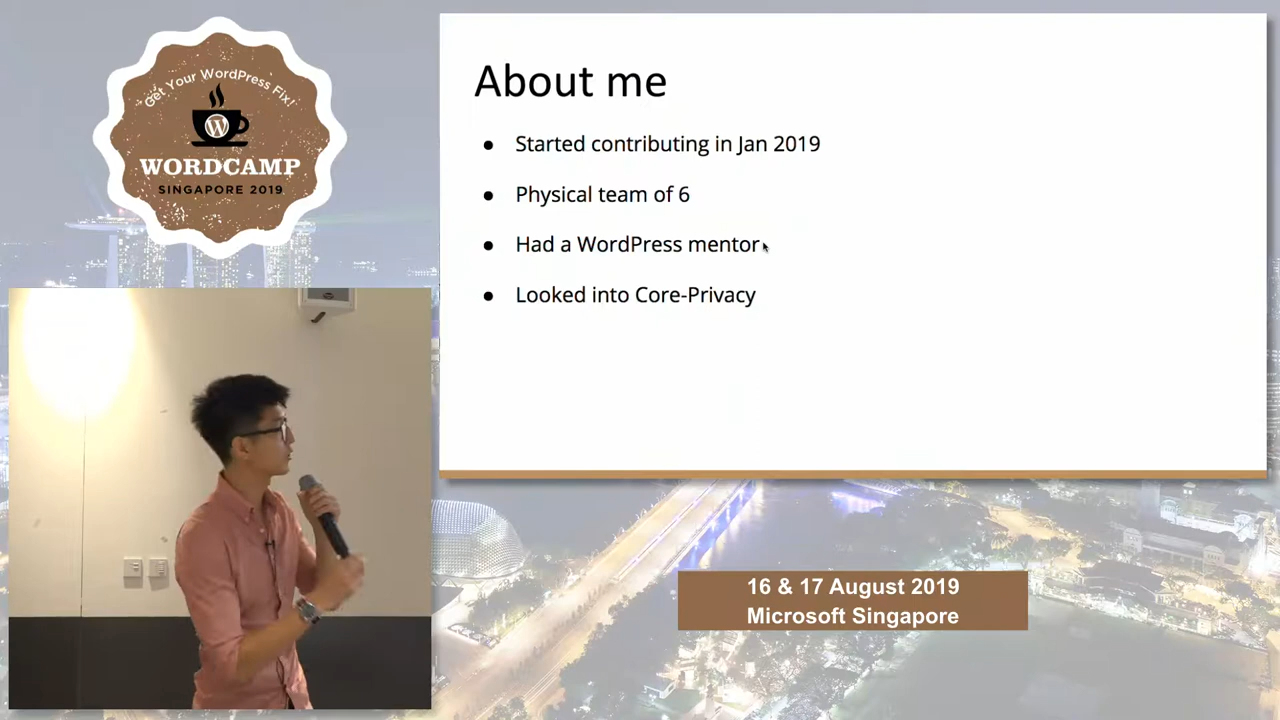 Get Your WordPress Fix!
WORDCAMP
SINGAPORE 2019
About me
● Started contributing in Jan 2019
● Physical team of 6
● Had a WordPress mentor
● Looked into Core-Privacy
16 & 17 August 2019
Microsoft Singapore